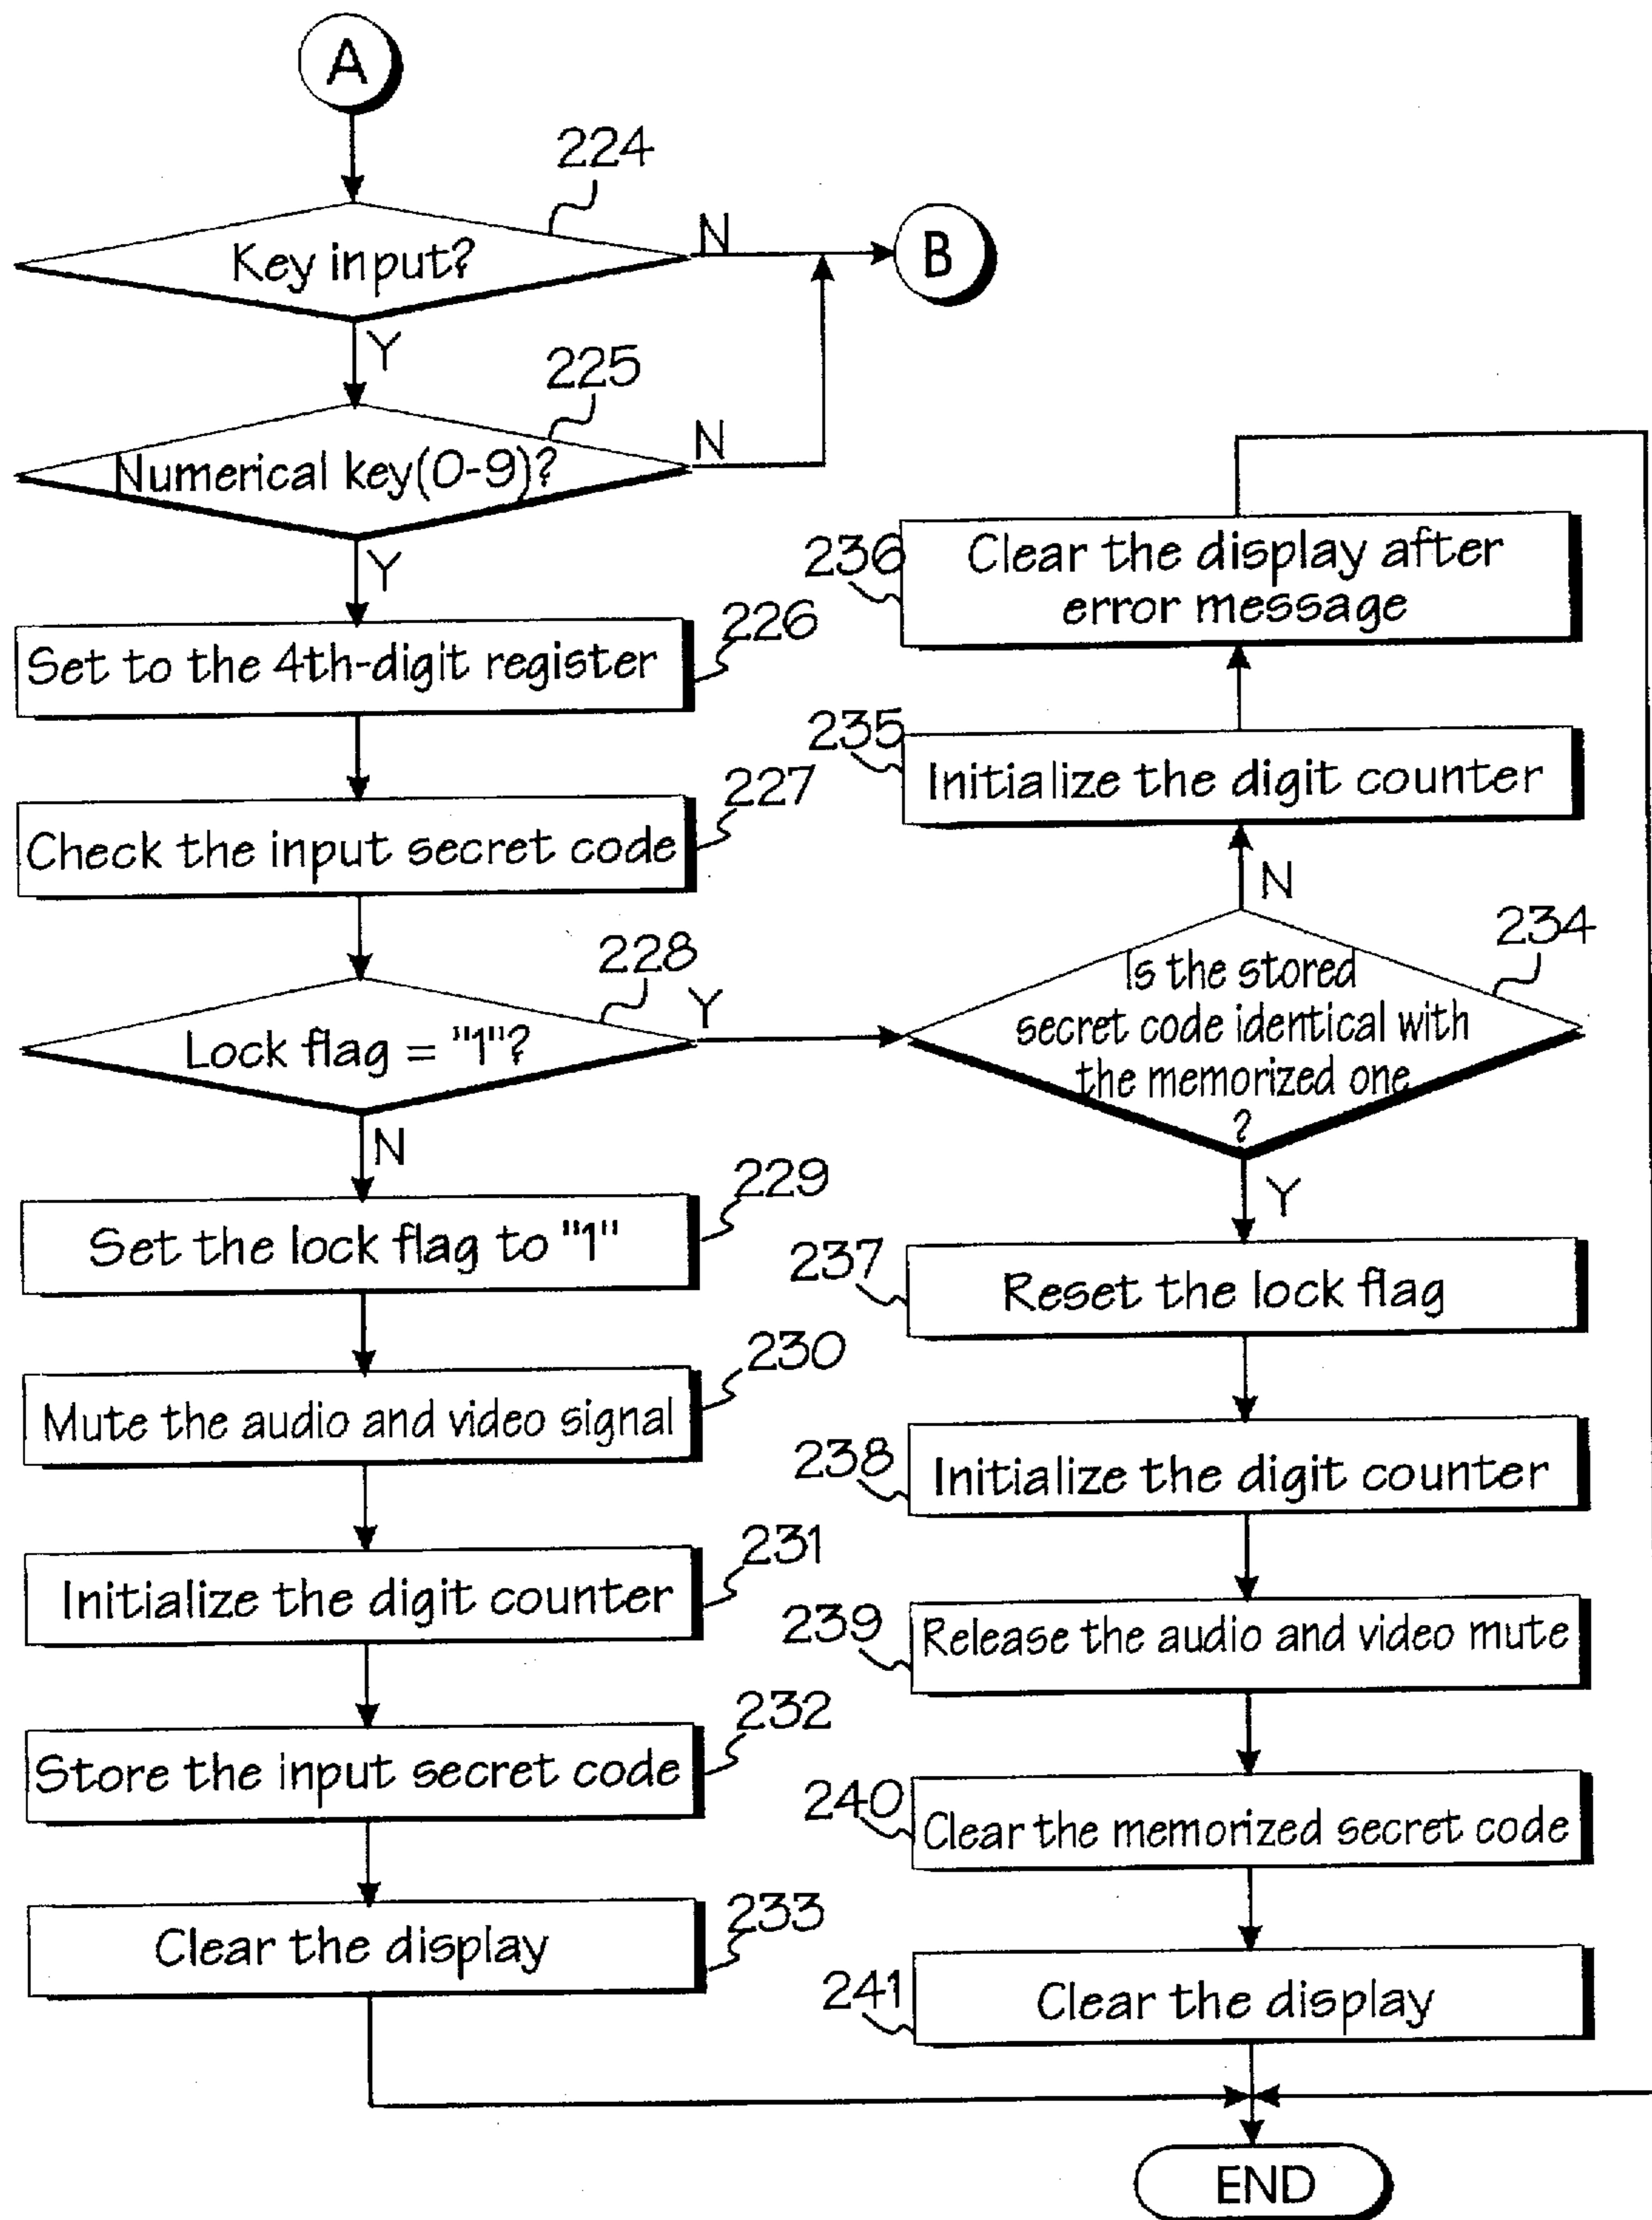 A
224
Key input?
N
B
Y
225
Numerical key(0-9)?
N
Y
226
Set to the 4th-digit register
227
Check the input secret code
228
Lock flag = "1"?
Y
N
229
Set the lock flag to "1"
230
Mute the audio and video signal
231
Initialize the digit counter
232
Store the input secret code
233
Clear the display
236
Clear the display after
error message
235
Initialize the digit counter
N
234
Is the stored
secret code identical with
the memorized one
?
Y
237
Reset the lock flag
238
Initialize the digit counter
239
Release the audio and video mute
240
Clear the memorized secret code
241
Clear the display
END